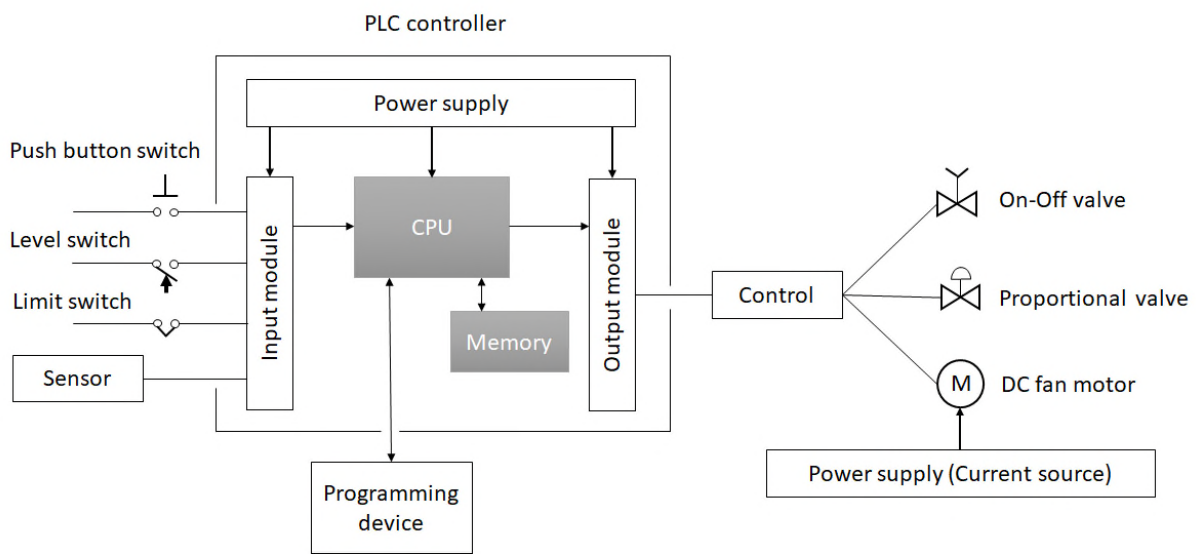 PLC controller
Power supply
Push button switch
Level switch
Limit switch
Sensor
Input module
CPU
Memory
Output module
Programming
device
Control
On-Off valve
Proportional valve
M
DC fan motor
Power supply (Current source)